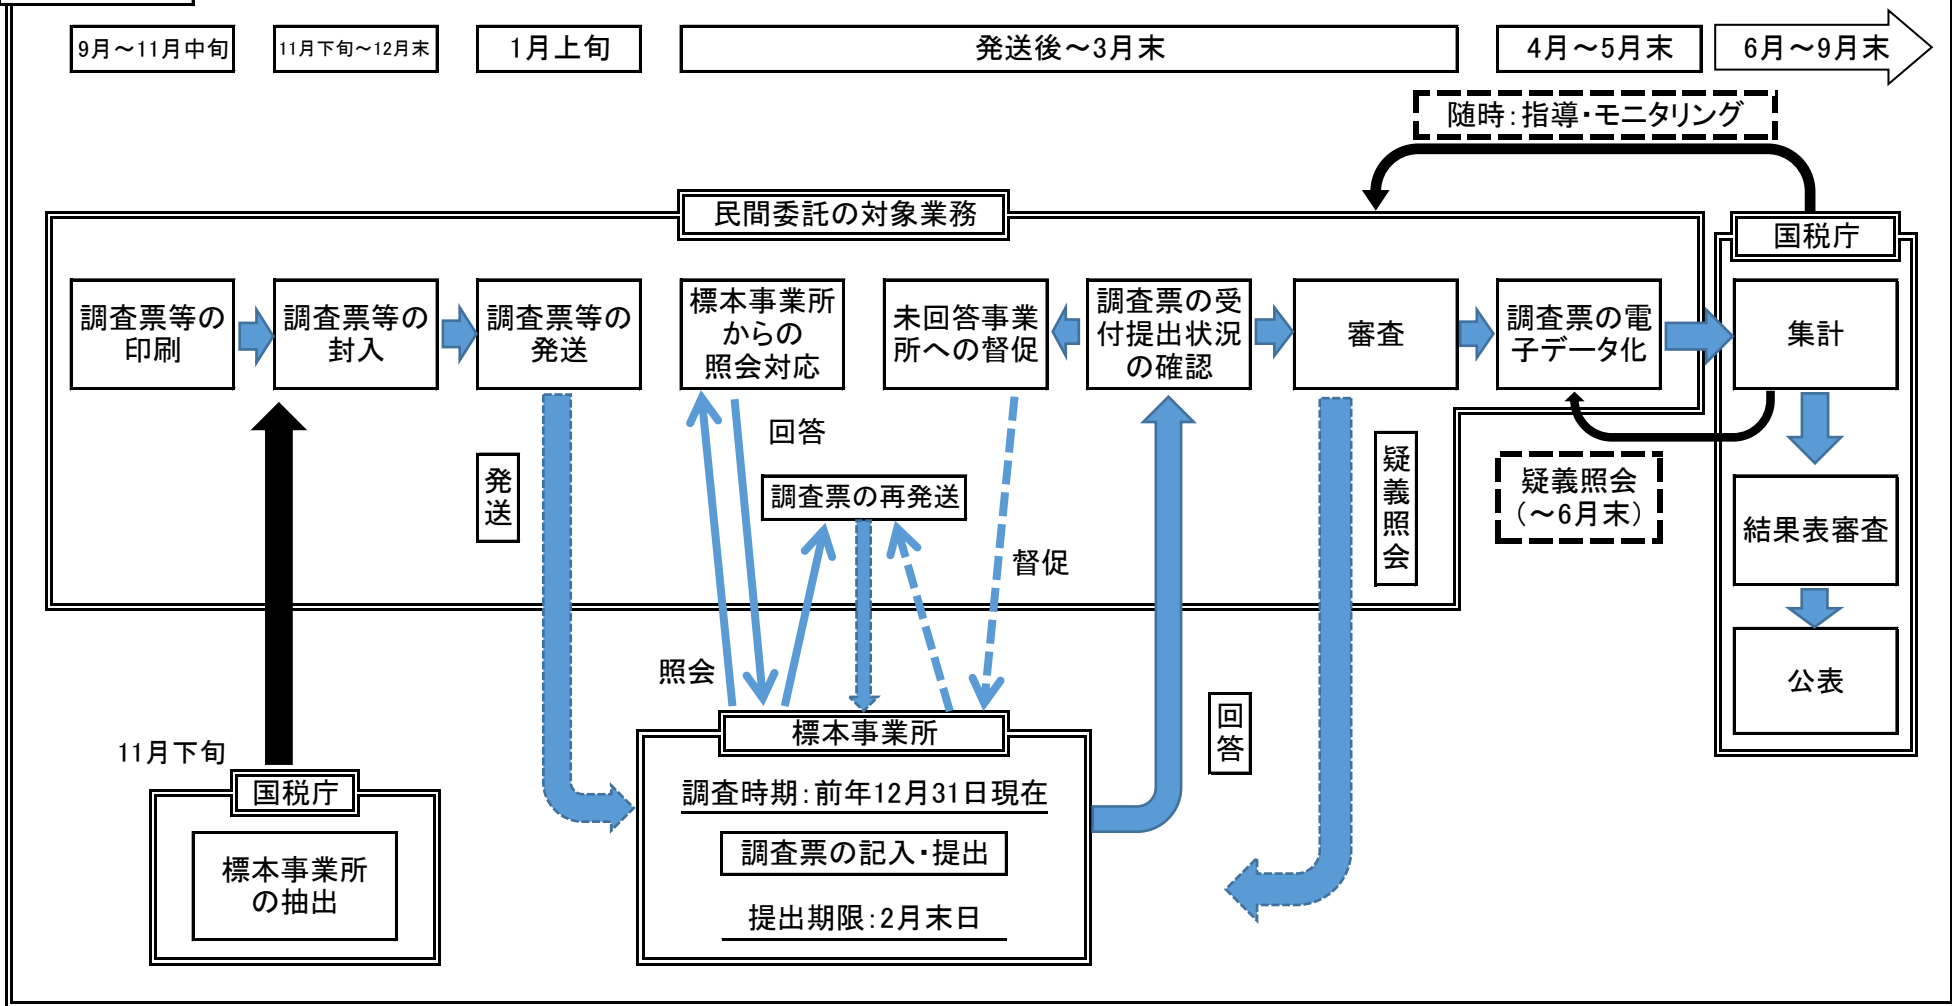 9月～11月中旬
11月下旬～12月末
1月上旬
発送後～3月末
4月～5月末
6月～9月末
随時：指導・モニタリング
民間委託の対象業務
国税庁
調査票等の
印刷
調査票等の
封入
調査票等の
発送
標本事業所
からの
照会対応
未回答事業
所への督促
調査票の受
付提出状況
の確認
審査
調査票の電
子データ化
集計
回答
発送
調査票の再発送
督促
疑義照会
疑義照会
（～6月末）
結果表審査
照会
公表
標本事業所
回答
11月下旬
国税庁
調査時期：前年12月31日現在
標本事業所
の抽出
調査票の記入・提出
提出期限：2月末日